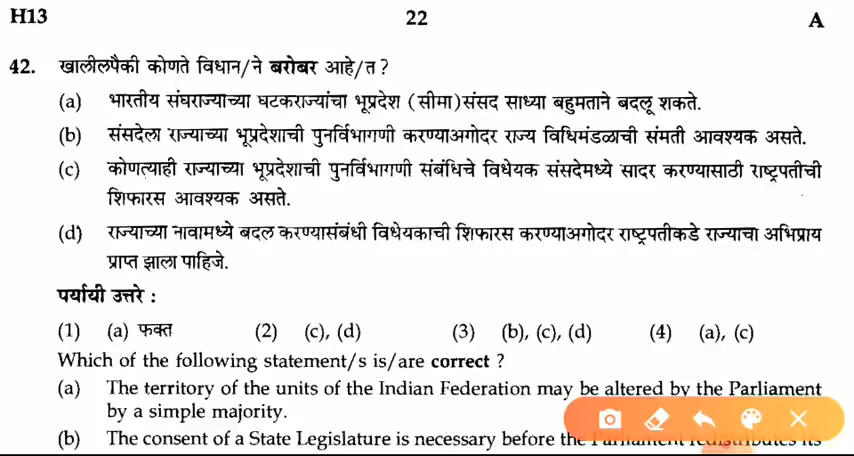 H13 22 A
42. खालीलपैकी कोणते विधान/ने बरोबर आहे/त ?
(a) भारतीय संघराज्याच्या घटकराज्यांचा भूप्रदेश (सीमा) संसद साध्या बहुमताने बदलू शकते.
(b) संसदेला राज्याच्या भूप्रदेशाची पुनर्विभागणी करण्याअगोदर राज्य विधिमंडळाची संमती आवश्यक असते.
(c) कोणत्याही राज्याच्या भूप्रदेशाची पुनर्विभागणी संबंधिचे विधेयक संसदेमध्ये सादर करण्यासाठी राष्ट्रपतीची
शिफारस आवश्यक असते.
(d) राज्याच्या नावामध्ये बदल करण्यासंबंधी विधेयकाची शिफारस करण्याअगोदर राष्ट्रपतीकडे राज्याचा अभिप्राय
प्राप्त झाला पाहिजे.
पर्यायी उत्तरे :
(1) (a) फक्त (2) (c), (d) (3) (b), (c), (d) (4) (a), (c)
Which of the following statement/s is/are correct ?
(a) The territory of the units of the Indian Federation may be altered by the Parliament
by a simple majority.
(b) The consent of a State Legislature is necessary before the Parliament redistributes its